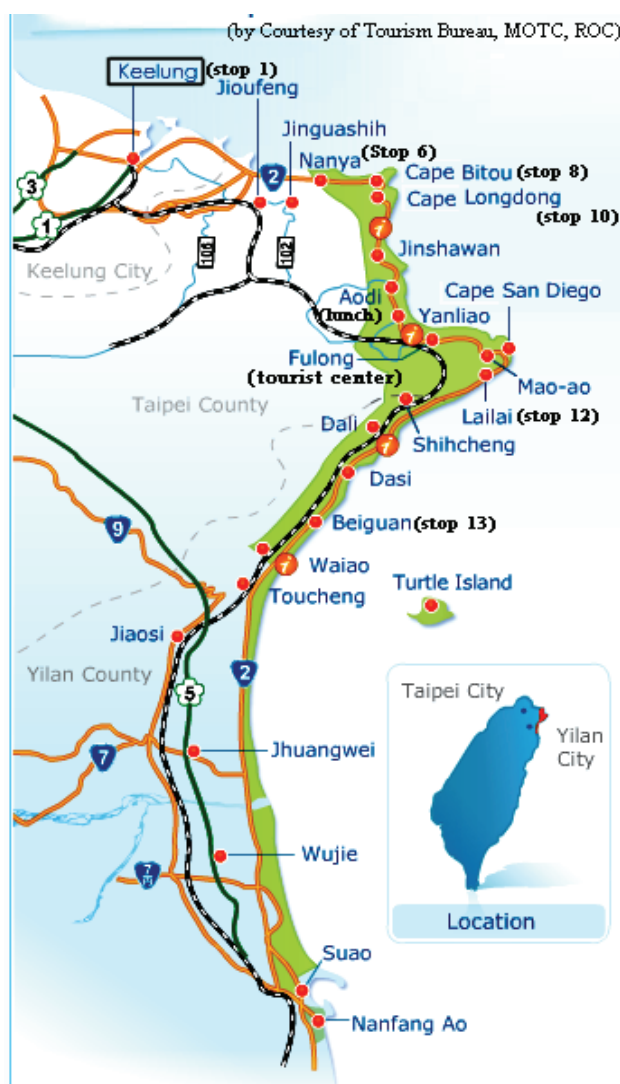 (by Courtesy of Tourism Bureau, MOTC, ROC)
Keelung (stop 1)
Jioufeng
Jinguashih
2
Nanya (Stop 6)
Cape Bitou (stop 8)
Cape Longdong
(stop 10)
3
1
106
102
Keelung City
Jinshawan
Aodi
(lunch)
Yanliao
Cape San Diego
Fulong
(tourist center)
Mao-ao
Taipei County
Lailai (stop 12)
Dali
Shihcheng
Dasi
9
Beiguan (stop 13)
Waiao
Toucheng
Turtle Island
Jiaosi
2
Yilan County
5
Taipei City
Yilan
City
7
Jhuangwei
Wujie
7
丙
Location
Suao
Nanfang Ao